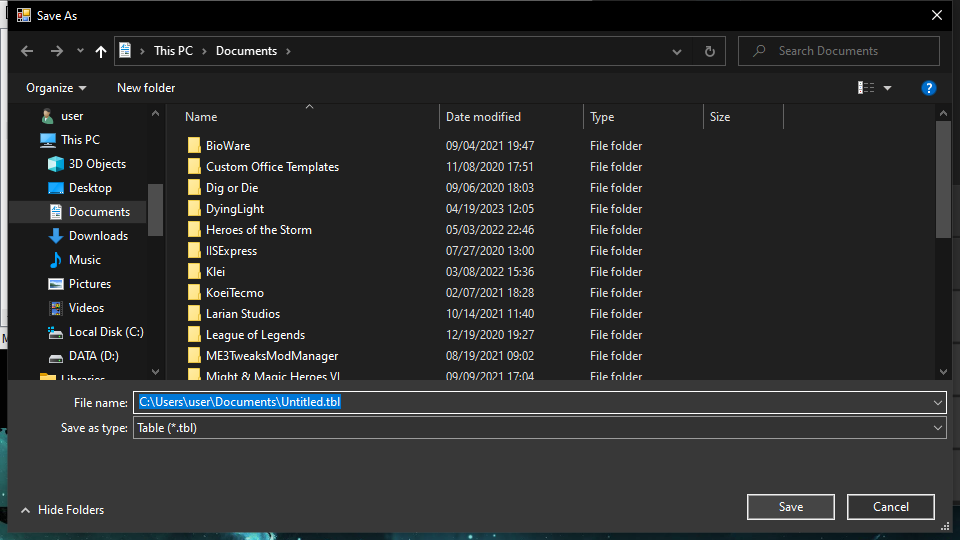 Save As
This PC
Documents
Search Documents
Organize
New folder
user
This PC
3D Objects
Desktop
Documents
Downloads
Music
Pictures
Videos
Local Disk (C:)
DATA (D:)
Libraries
Name Date modified Type Size
BioWare 09/04/2021 19:47 File folder
Custom Office Templates 11/08/2020 17:51 File folder
Dig or Die 09/06/2020 18:03 File folder
DyingLight 04/19/2023 12:05 File folder
Heroes of the Storm 05/03/2022 22:46 File folder
IISExpress 07/27/2020 13:00 File folder
Klei 03/08/2022 15:36 File folder
KoeiTecmo 02/07/2021 18:28 File folder
Larian Studios 10/14/2021 11:40 File folder
League of Legends 12/19/2020 19:27 File folder
ME3TweaksModManager 08/19/2021 09:02 File folder
Might & Magic Heroes VI 09/09/2021 17:04 File folder
File name: C:\Users\user\Documents\Untitled.tbl
Save as type: Table (*.tbl)
Hide Folders
Save
Cancel